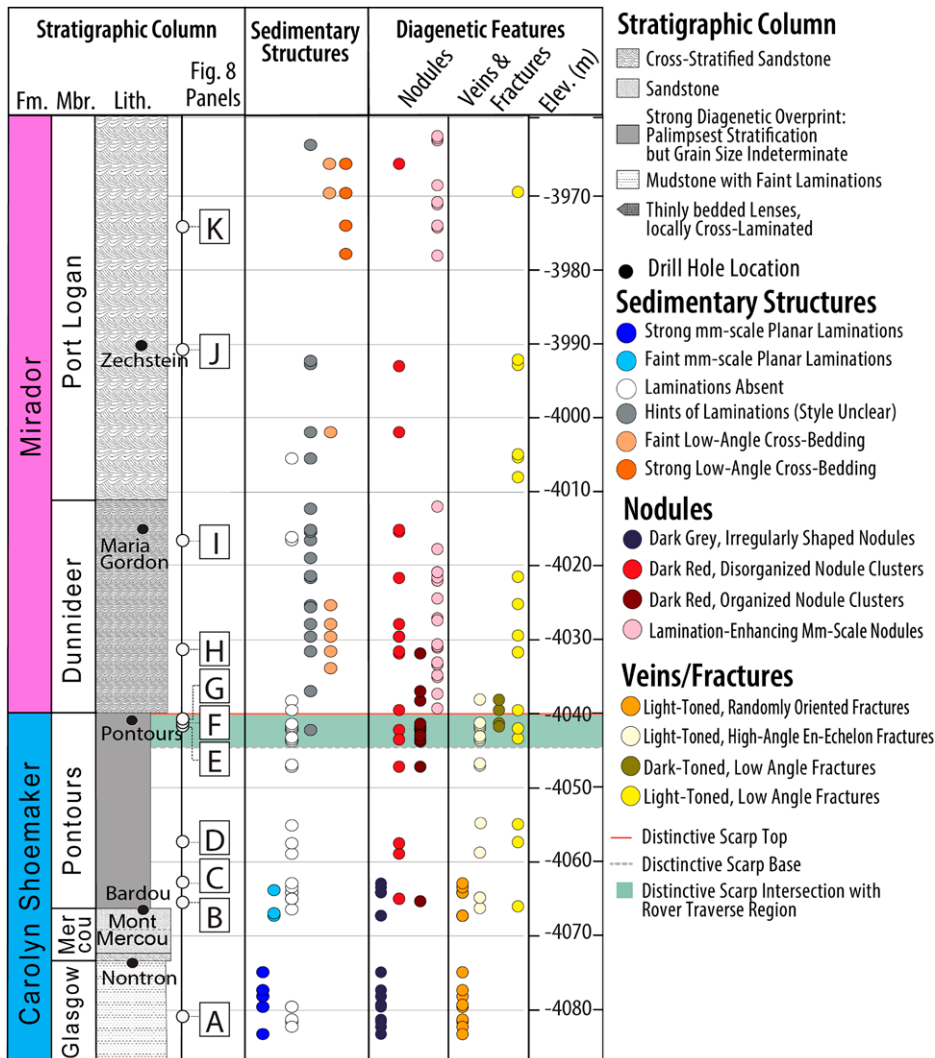 Stratigraphic Column
Sedimentary
Structures
Diagenetic Features
Fm. Mbr. Lith.
Fig. 8
Panels
Nodules
Veins &
Fractures
Elev. (m)
Mirador
Carolyn Shoemaker
Port Logan
Dunnideer
Pontours
Mer
cou
Glasgow
Zechstein
Maria
Gordon
Pontours
Bardou
Mont
Mercou
Nontron
K
J
I
H
G
F
E
D
C
B
A
-3970
-3980
-3990
-4000
-4010
-4020
-4030
-4040
-4050
-4060
-4070
-4080
Stratigraphic Column
Cross-Stratified Sandstone
Sandstone
Strong Diagenetic Overprint:
Palimpsest Stratification
but Grain Size Indeterminate
Mudstone with Faint Laminations
Thinly bedded Lenses,
locally Cross-Laminated
Drill Hole Location
Sedimentary Structures
Strong mm-scale Planar Laminations
Faint mm-scale Planar Laminations
Laminations Absent
Hints of Laminations (Style Unclear)
Faint Low-Angle Cross-Bedding
Strong Low-Angle Cross-Bedding
Nodules
Dark Grey, Irregularly Shaped Nodules
Dark Red, Disorganized Nodule Clusters
Dark Red, Organized Nodule Clusters
Lamination-Enhancing Mm-Scale Nodules
Veins/Fractures
Light-Toned, Randomly Oriented Fractures
Light-Toned, High-Angle En-Echelon Fractures
Dark-Toned, Low Angle Fractures
Light-Toned, Low Angle Fractures
Distinctive Scarp Top
Disctinctive Scarp Base
Distinctive Scarp Intersection with
Rover Traverse Region